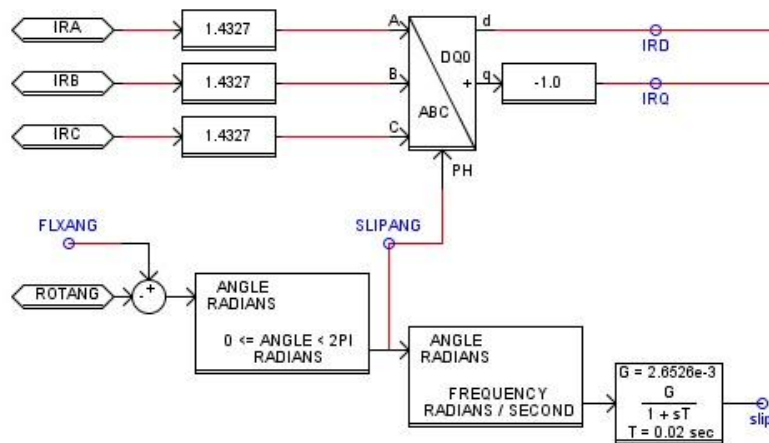 IRA
1.4327
A
d
IRD
IRB
1.4327
B
DQ0
q
+
-1.0
IRQ
ABC
IRC
1.4327
C
PH
FLXANG
SLIPANG
ROTANG
-
+
ANGLE
RADIANS
0 <= ANGLE < 2PI
RADIANS
ANGLE
RADIANS
FREQUENCY
RADIANS / SECOND
G = 2.6526e-3
G
1 + sT
T = 0.02 sec
slip